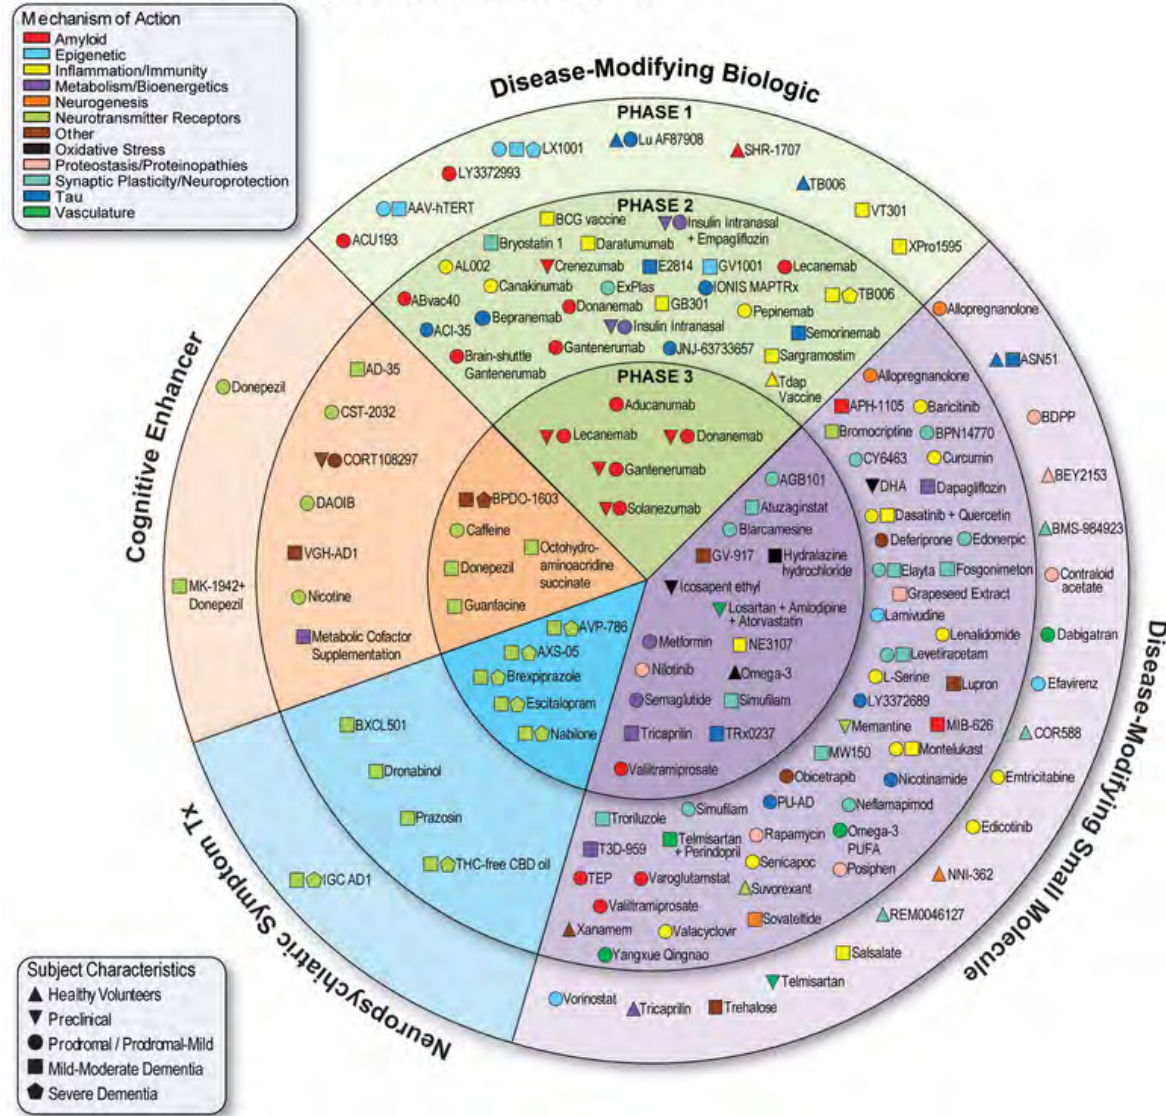 Mechanism of Action
Amyloid
Epigenetic
Inflammation/Immunity
Metabolism/Bioenergetics
Neurogenesis
Neurotransmitter Receptors
Other
Oxidative Stress
Proteostasis/Proteinopathies
Synaptic Plasticity/Neuroprotection
Tau
Vasculature
Disease-Modifying Biologic
PHASE 1
LX1001
Lu AF87908
SHR-1707
LY3372993
TB006
AAV-hTERT
VT301
ACU193
XPro1595
PHASE 2
BCG vaccine
Insulin Intranasal
+ Empagliflozin
Bryostatin 1
Daratumumab
AL002
Crenezumab
E2814
GV1001
Lecanemab
Canakinumab
ExPlas
IONIS MAPTRx
TB006
ABvac40
Donanemab
GB301
Pepinemab
ACI-35
Bepranemab
Insulin Intranasal
Semorinemab
Brain-shuttle
Gantenerumab
Gantenerumab
JNJ-63733657
Sargramostim
Tdap
Vaccine
PHASE 3
Aducanumab
Lecanemab
Donanemab
Gantenerumab
Solanezumab
Cognitive Enhancer
Donepezil
MK-1942+
Donepezil
AD-35
CST-2032
CORT108297
DAOIB
VGH-AD1
Nicotine
Metabolic Cofactor
Supplementation
BPDO-1603
Caffeine
Octohydro-
aminoacridine
succinate
Donepezil
Guanfacine
Neuropsychiatric Symptom Tx
AVP-786
AXS-05
Brexpiprazole
Escitalopram
Nabilone
BXCL501
Dronabinol
Prazosin
THC-free CBD oil
IGC AD1
Disease-Modifying Small Molecule
AGB101
Atuzaginstat
Blarcamesine
GV-917
Hydralazine
hydrochloride
Icosapent ethyl
Losartan + Amlodipine
+ Atorvastatin
Metformin
NE3107
Nilotinib
Omega-3
Semaglutide
Simufilam
Tricaprilin
TRx0237
Valiltramiprosate
Allopregnanolone
APH-1105
Baricitinib
Bromocriptine
BPN14770
CY6463
Curcumin
DHA
Dapagliflozin
Dasatinib + Quercetin
Deferiprone
Edonerpic
Elayta
Fosgonimeton
Grapeseed Extract
Lamivudine
Lenalidomide
Levetiracetam
L-Serine
Lupron
LY3372689
Memantine
MIB-626
MW150
Montelukast
Obicetrapib
Nicotinamide
Simufilam
PU-AD
Neflamapimod
Troriluzole
Telmisartan
+ Perindopril
Rapamycin
Omega-3
PUFA
T3D-959
Senicapoc
Posiphen
TEP
Varoglutamstat
Suvorexant
Valiltramiprosate
Sovateltide
Xanamem
Valacyclovir
Yangxue Qingnao
Allopregnanolone
ASN51
BDPP
BEY2153
BMS-984923
Contraloid
acetate
Dabigatran
Efavirenz
COR588
Emtricitabine
Edicotinib
NNI-362
REM0046127
Salsalate
Telmisartan
Trehalose
Tricaprilin
Vorinostat
Subject Characteristics
Healthy Volunteers
Preclinical
Prodromal / Prodromal-Mild
Mild-Moderate Dementia
Severe Dementia